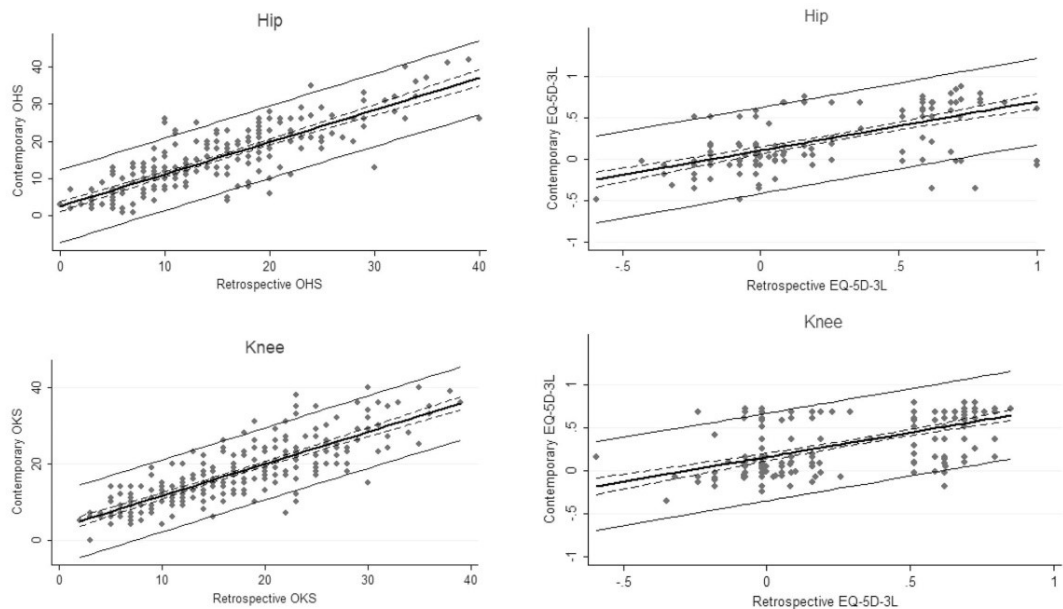 Hip
Contemporary OHS
40
30
20
10
0
0 10 20 30 40
Retrospective OHS
Hip
Contemporary EQ-5D-3L
1
.5
0
-.5
-1
-.5 0 .5 1
Retrospective EQ-5D-3L
Knee
Contemporary OKS
40
20
0
0 10 20 30 40
Retrospective OKS
Knee
Contemporary EQ-5D-3L
1
.5
0
-.5
-1
-.5 0 .5 1
Retrospective EQ-5D-3L